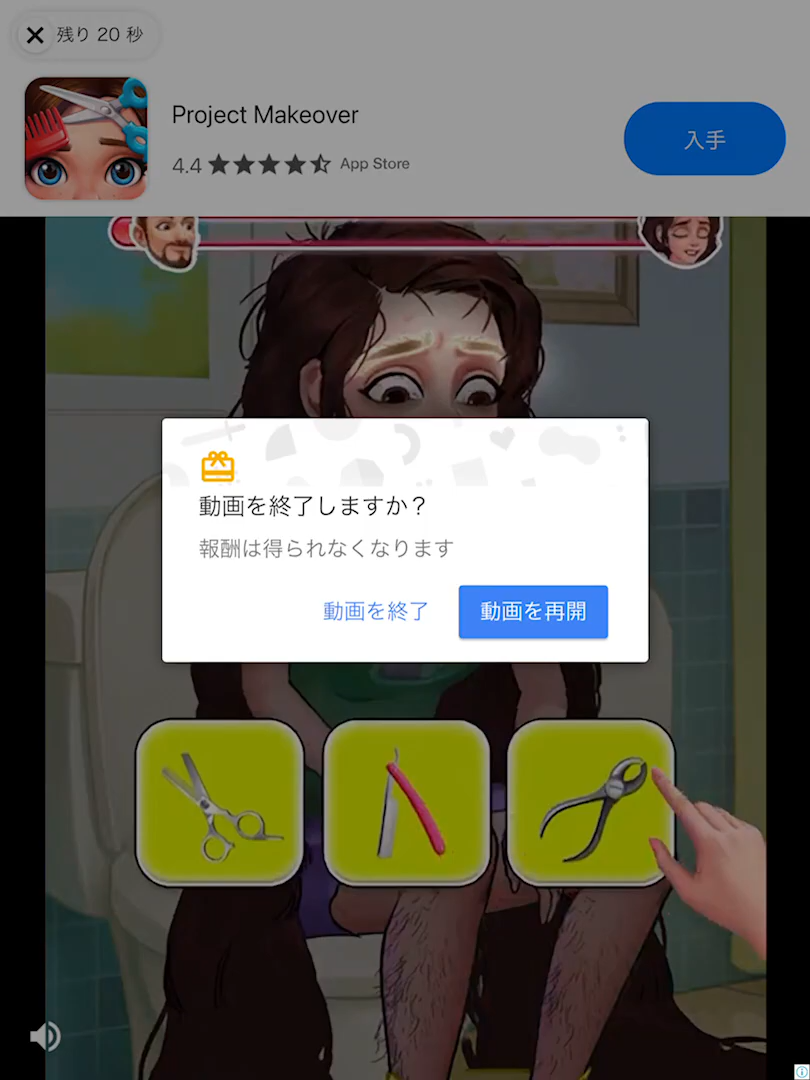 残り 20 秒
Project Makeover
4.4
App Store
入手
動画を終了しますか？
報酬は得られなくなります
動画を終了
動画を再開